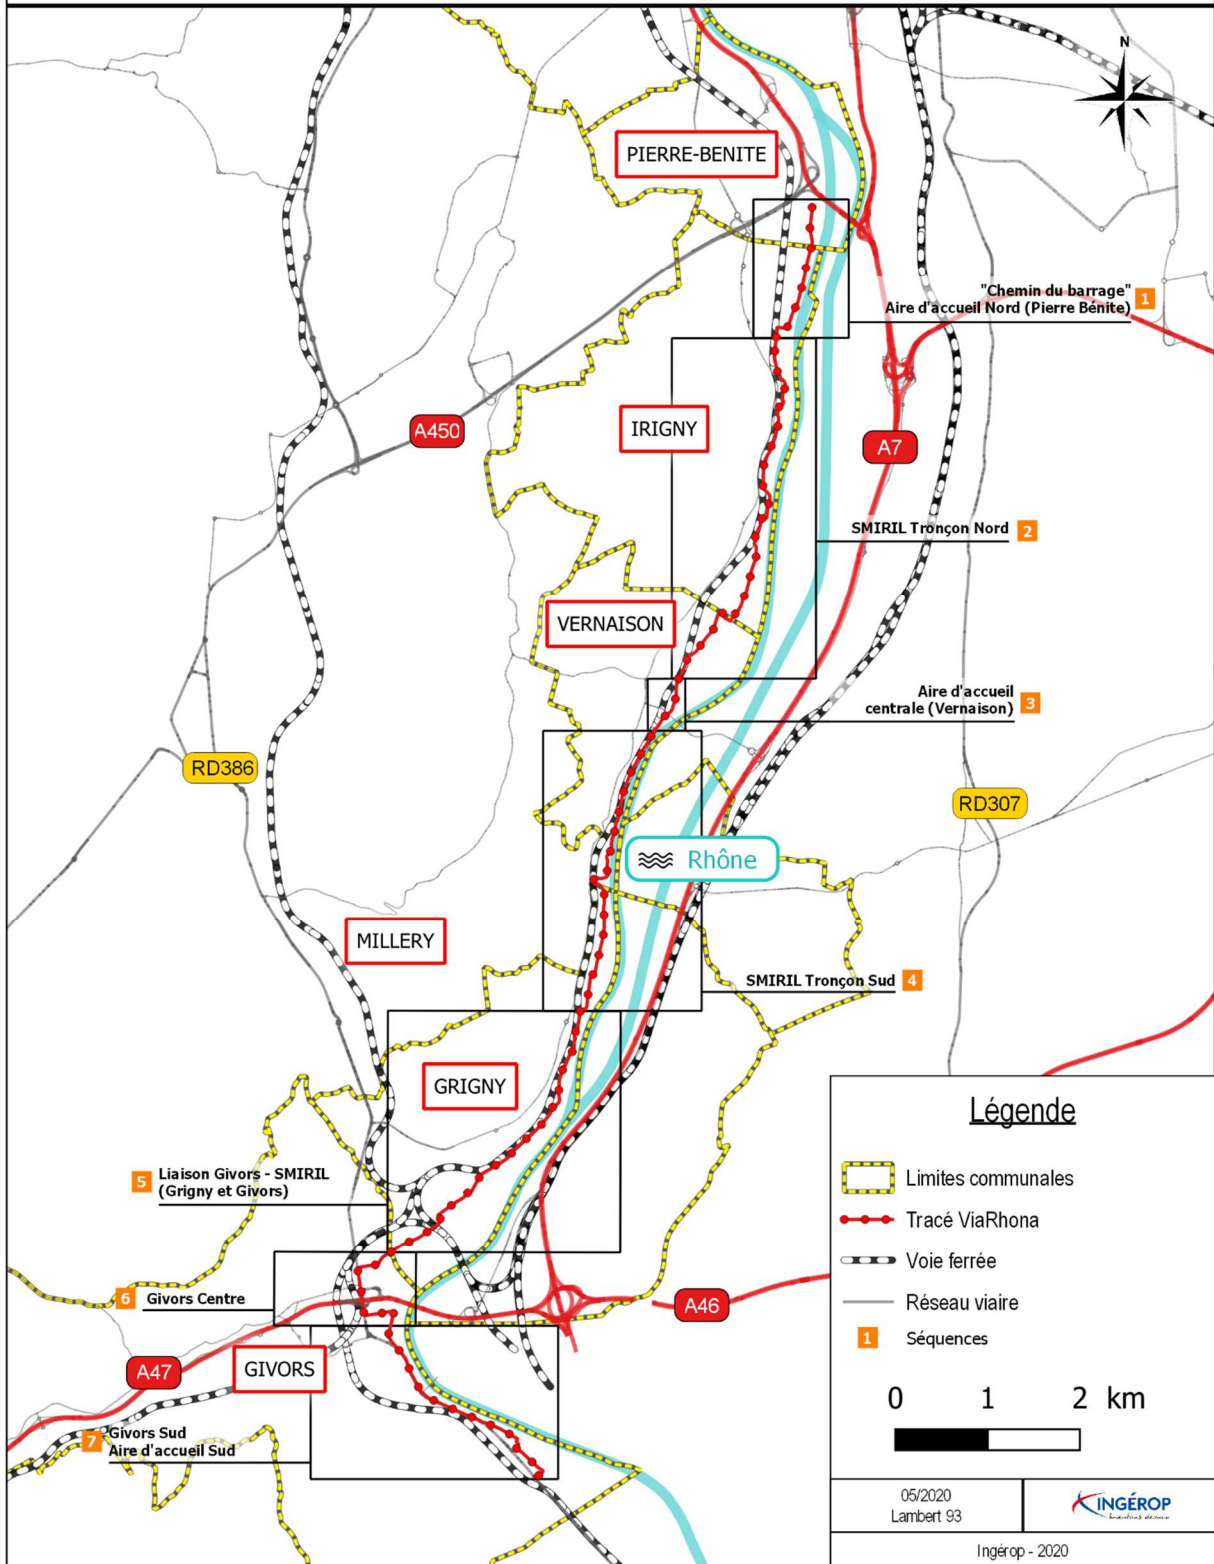 N
PIERRE-BENITE
"Chemin du barrage"
Aire d'accueil Nord (Pierre Bénite)
1
A450
IRIGNY
A7
SMIRIL Tronçon Nord
2
VERNAISON
Aire d'accueil
centrale (Vernaison)
3
RD386
RD307
Rhône
MILLERY
SMIRIL Tronçon Sud
4
GRIGNY
5
Liaison Givors - SMIRIL
(Grigny et Givors)
6
Givors Centre
A46
A47
GIVORS
7
Givors Sud
Aire d'accueil Sud
Légende
Limites communales
Tracé ViaRhona
Voie ferrée
Réseau viaire
1
Séquences
0 1 2 km
05/2020
Lambert 93
INGÉROP
Ingérop - 2020